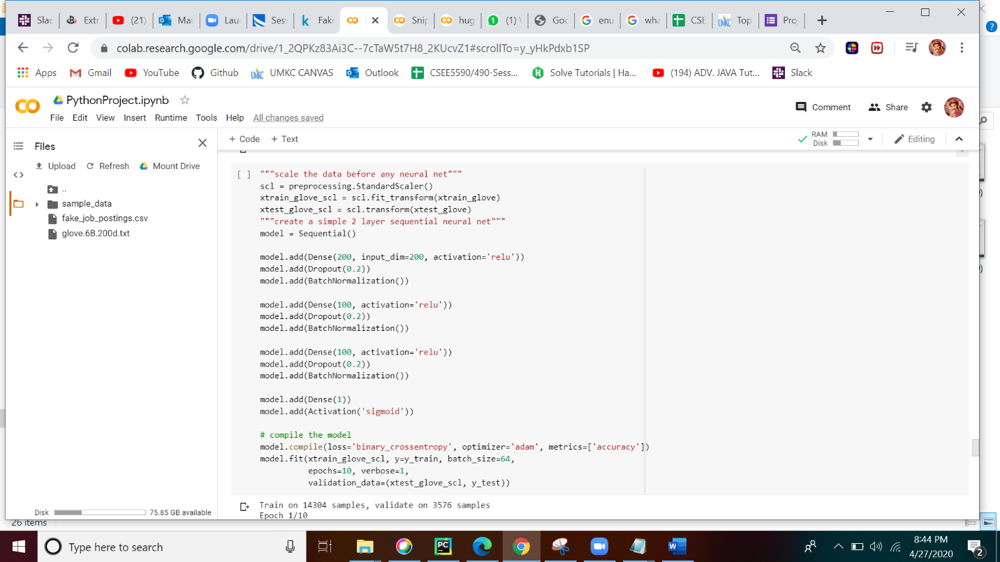 Slac
Extr
(21)
Mai
Lau
Ses
Fake
Snip
hug
(1)
Goo
enu
wha
CSE
Top
Pro
colab.research.google.com/drive/1_2QPKz83Ai3C--7cTaW5t7H8_2KUcvZ1#scrollTo=y_yHkPdxb1SP
Apps
Gmail
YouTube
Github
UMKC CANVAS
Outlook
CSEE5590/490-Sess...
Solve Tutorials | Ha...
(194) ADV. JAVA Tut...
Slack
PythonProject.ipynb
Comment
Share
File Edit View Insert Runtime Tools Help All changes saved
Files
+ Code + Text
RAM
Disk
Editing
Upload Refresh Mount Drive
..
sample_data
fake_job_postings.csv
glove.6B.200d.txt
[ ] """scale the data before any neural net"""
scl = preprocessing.StandardScaler()
xtrain_glove_scl = scl.fit_transform(xtrain_glove)
xtest_glove_scl = scl.transform(xtest_glove)
"""create a simple 2 layer sequential neural net"""
model = Sequential()
model.add(Dense(200, input_dim=200, activation='relu'))
model.add(Dropout(0.2))
model.add(BatchNormalization())
model.add(Dense(100, activation='relu'))
model.add(Dropout(0.2))
model.add(BatchNormalization())
model.add(Dense(100, activation='relu'))
model.add(Dropout(0.2))
model.add(BatchNormalization())
model.add(Dense(1))
model.add(Activation('sigmoid'))
# compile the model
model.compile(loss='binary_crossentropy', optimizer='adam', metrics=['accuracy'])
model.fit(xtrain_glove_scl, y=y_train, batch_size=64,
epochs=10, verbose=1,
validation_data=(xtest_glove_scl, y_test))
Train on 14304 samples, validate on 3576 samples
Epoch 1/10
Disk 75.85 GB available
26 items
Type here to search
8:44 PM
4/27/2020
2